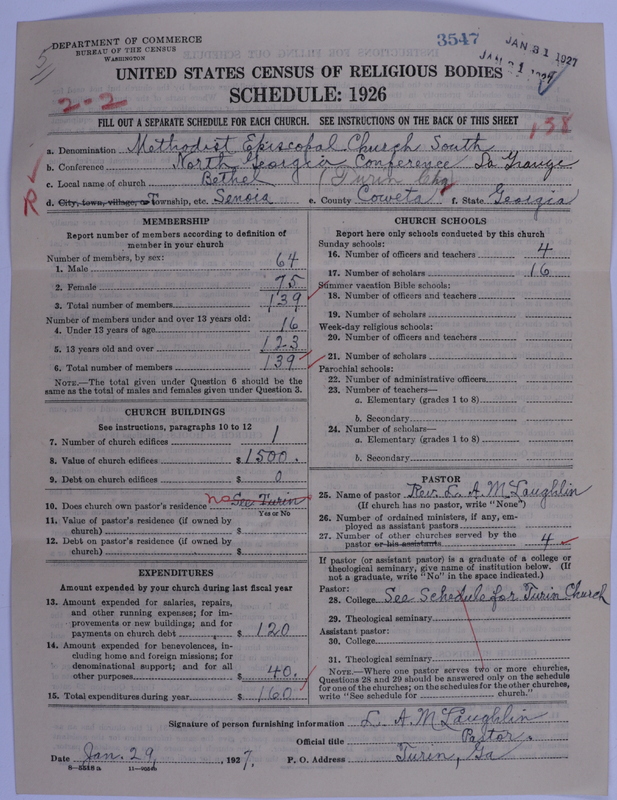 DEPARTMENT OF COMMERCE
BUREAU OF THE CENSUS
WASHINGTON
3547
JAN 31 1927
UNITED STATES CENSUS OF RELIGIOUS BODIES
SCHEDULE: 1926
2-2
FILL OUT A SEPARATE SCHEDULE FOR EACH CHURCH. SEE INSTRUCTIONS ON THE BACK OF THIS SHEET
138
a. Denomination Methodist Episcopal Church South
b. Conference North Georgia Conference La Grange
c. Local name of church Bethel (Turin Chg)
R
d. City, town, village, or Township, etc. Senoia e. County Coweta f. State Georgia
MEMBERSHIP
Report number of members according to definition of
member in your church
Number of members, by sex:
1. Male 64
2. Female 75
3. Total number of members 139
Number of members under and over 13 years old:
4. Under 13 years of age 16
5. 13 years old and over 123
6. Total number of members 139
NOTE.—The total given under Question 6 should be the
same as the total of males and females given under Question 3.
CHURCH BUILDINGS
See instructions, paragraphs 10 to 12
7. Number of church edifices 1
8. Value of church edifices $ 1500.
9. Debt on church edifices $ 0
10. Does church own pastor's residence no See Turin
Yes or No
11. Value of pastor's residence (if owned by
church) $
12. Debt on pastor's residence (if owned by
church) $
EXPENDITURES
Amount expended by your church during last fiscal year
13. Amount expended for salaries, repairs,
and other running expenses; for im-
provements or new buildings; and for
payments on church debt $ 120
14. Amount expended for benevolences, in-
cluding home and foreign missions; for
denominational support; and for all
other purposes $ 40.
15. Total expenditures during year $ 160
CHURCH SCHOOLS
Report here only schools conducted by this church
Sunday schools:
16. Number of officers and teachers 4
17. Number of scholars 16
Summer vacation Bible schools:
18. Number of officers and teachers
19. Number of scholars
Week-day religious schools:
20. Number of officers and teachers
21. Number of scholars
Parochial schools:
22. Number of administrative officers
23. Number of teachers—
a. Elementary (grades 1 to 8)
b. Secondary
24. Number of scholars—
a. Elementary (grades 1 to 8)
b. Secondary
PASTOR
25. Name of pastor Rev. L. A. McLaughlin
(If church has no pastor, write "None")
26. Number of ordained ministers, if any, em-
ployed as assistant pastors
27. Number of other churches served by the
pastor or his assistants 4
If pastor (or assistant pastor) is a graduate of a college or
theological seminary, give name of institution below. (If
not a graduate, write "No" in the space indicated.)
Pastor:
28. College See Schedule for Turin Church
29. Theological seminary
Assistant pastor:
30. College
31. Theological seminary
NOTE.—Where one pastor serves two or more churches,
Questions 28 and 29 should be answered only on the schedule
for one of the churches; on the schedules for the other churches,
write "See schedule for church."
Signature of person furnishing information L. A. McLaughlin
Official title Pastor.
Date Jan. 29, 1927. P. O. Address Turin, Ga
8-5518a